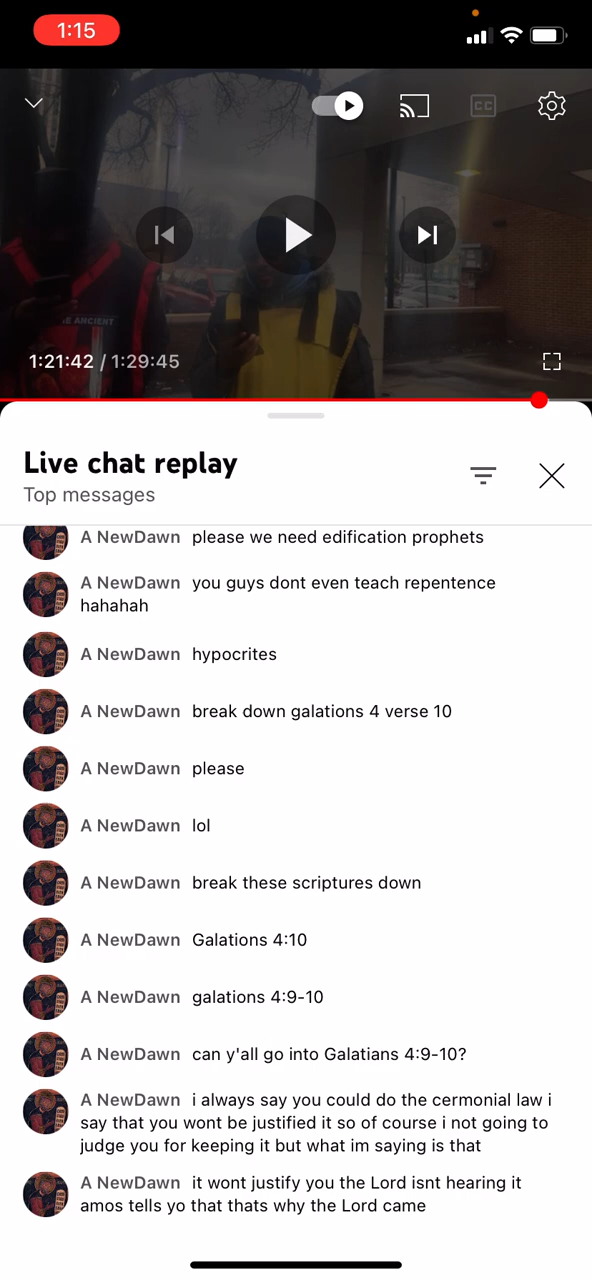 1:15
CC
E ANCIENT
1:21:42 / 1:29:45
Live chat replay
Top messages
A NewDawn please we need edification prophets
A NewDawn you guys dont even teach repentence
hahahah
A NewDawn hypocrites
A NewDawn break down galations 4 verse 10
A NewDawn please
A NewDawn lol
A NewDawn break these scriptures down
A NewDawn Galations 4:10
A NewDawn galations 4:9-10
A NewDawn can y'all go into Galatians 4:9-10?
A NewDawn i always say you could do the cermonial law i
say that you wont be justified it so of course i not going to
judge you for keeping it but what im saying is that
A NewDawn it wont justify you the Lord isnt hearing it
amos tells yo that thats why the Lord came